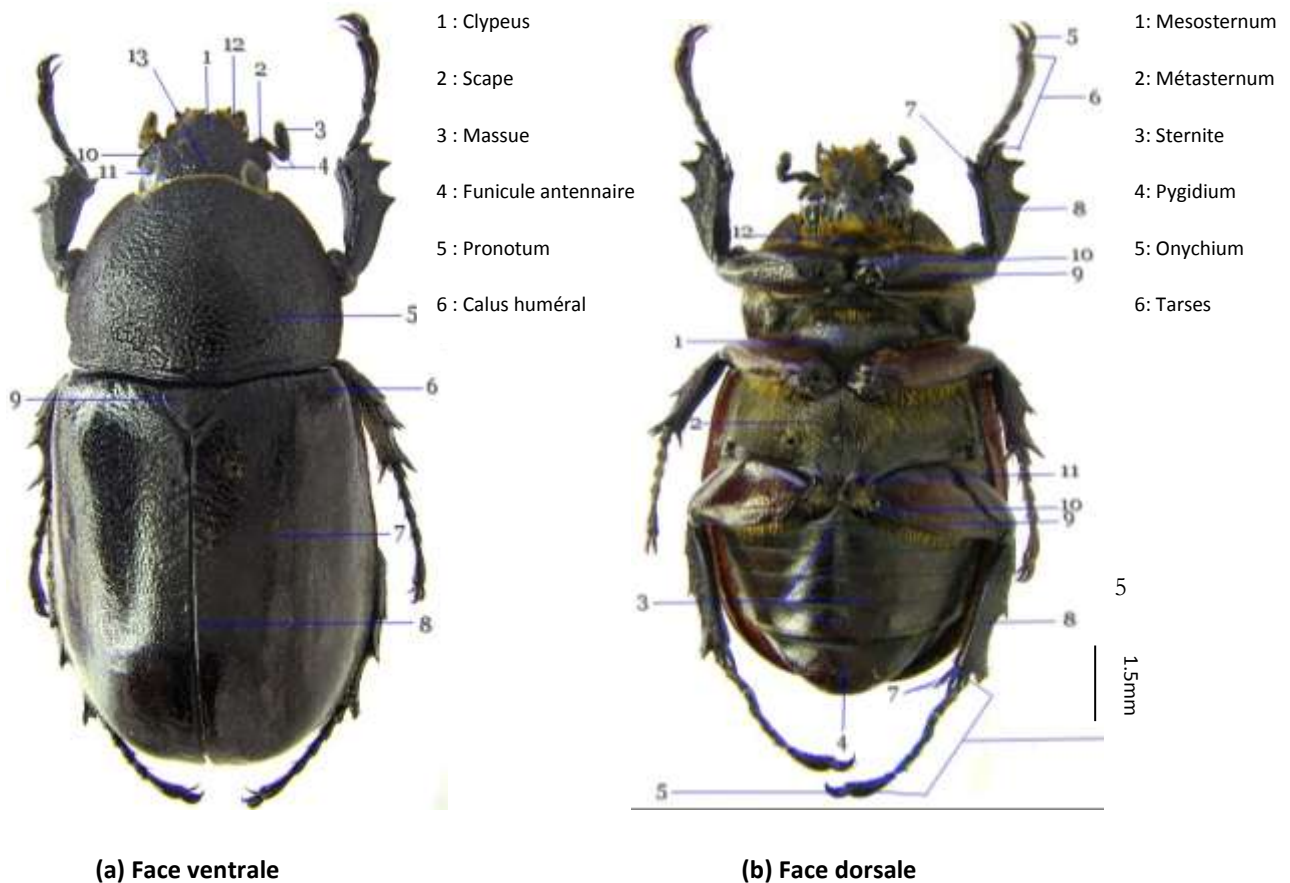 1 : Clypeus
2 : Scape
3 : Massue
4 : Funicule antennaire
5 : Pronotum
6 : Calus huméral
13
1
12
2
3
10
11
4
5
9
6
7
8
(a) Face ventrale
1: Mesosternum
2: Métasternum
3: Sternite
4: Pygidium
5: Onychium
6: Tarses
5
7
6
8
12
10
9
1
2
11
10
9
3
8
7
4
5
5
1.5mm
(b) Face dorsale